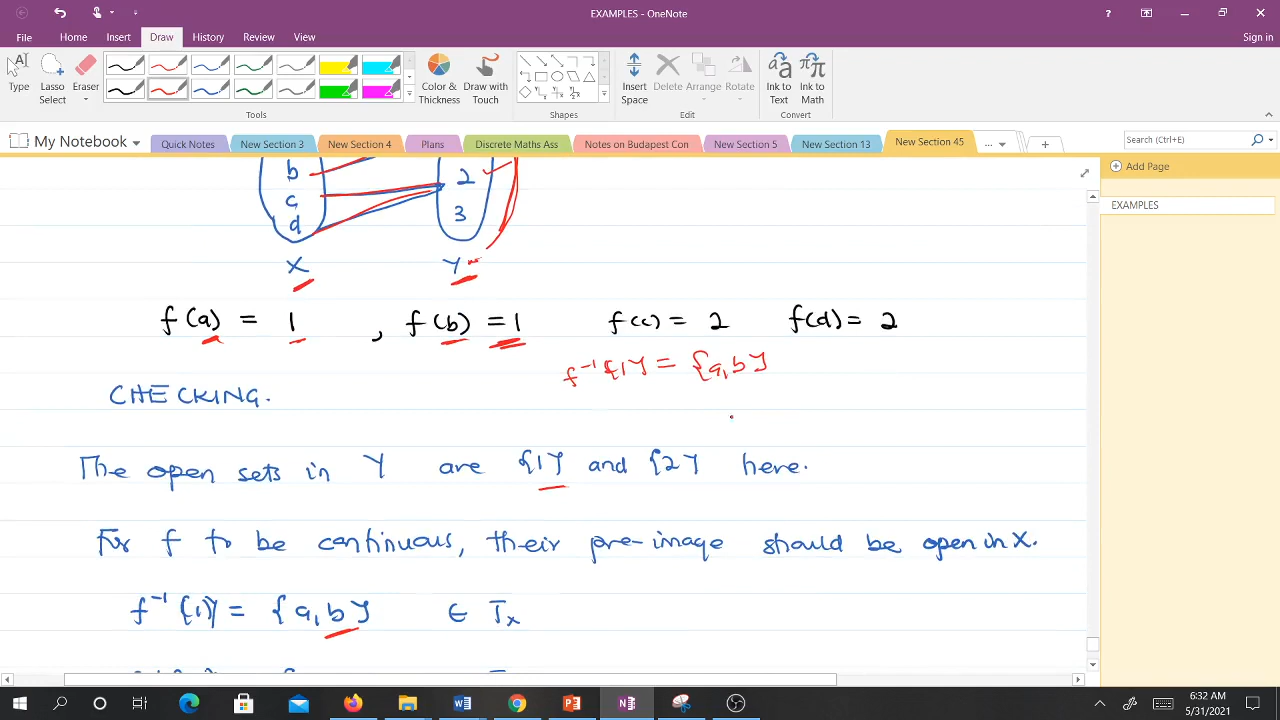 EXAMPLES - OneNote
Sign in
File Home Insert Draw History Review View
Type Lasso Select Eraser Color & Thickness Draw with Touch Insert Space Delete Arrange Rotate Ink to Text Ink to Math
Tools Shapes Edit Convert
My Notebook Quick Notes New Section 3 New Section 4 Plans Discrete Maths Ass Notes on Budapest Con New Section 5 New Section 13 New Section 45 ... + Search (Ctrl+E)
Add Page
EXAMPLES
b 2
c
d 3
X Y
f(a) = 1 , f(b) = 1 f(c) = 2 f(d) = 2
f⁻¹{1} = {a, b}
CHECKING.
The open sets in Y are {1} and {2} here.
For f to be continuous, their pre-image should be open in X.
f⁻¹{1} = {a, b} ∈ Tₓ
6:32 AM
5/31/2021